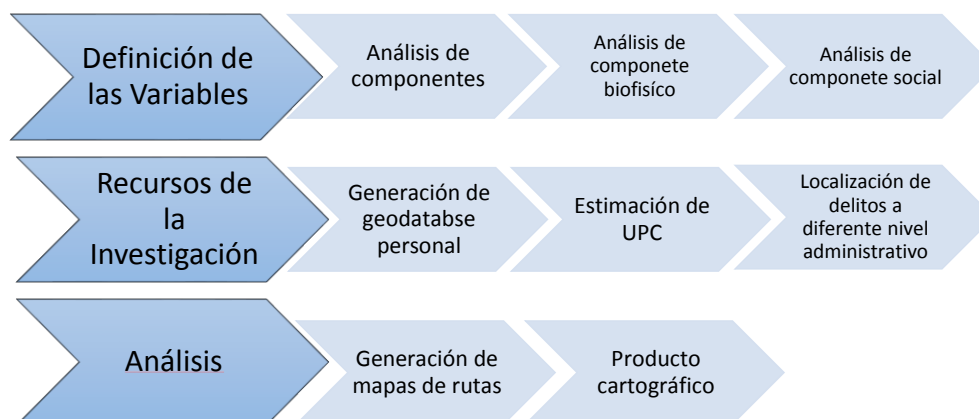 Definición de
las Variables
Análisis de
componentes
Análisis de
componete
biofisíco
Análisis de
componete social
Recursos de
la
Investigación
Generación de
geodatabse
personal
Estimación de
UPC
Localización de
delitos a
diferente nivel
administrativo
Análisis
Generación de
mapas de rutas
Producto
cartográfico